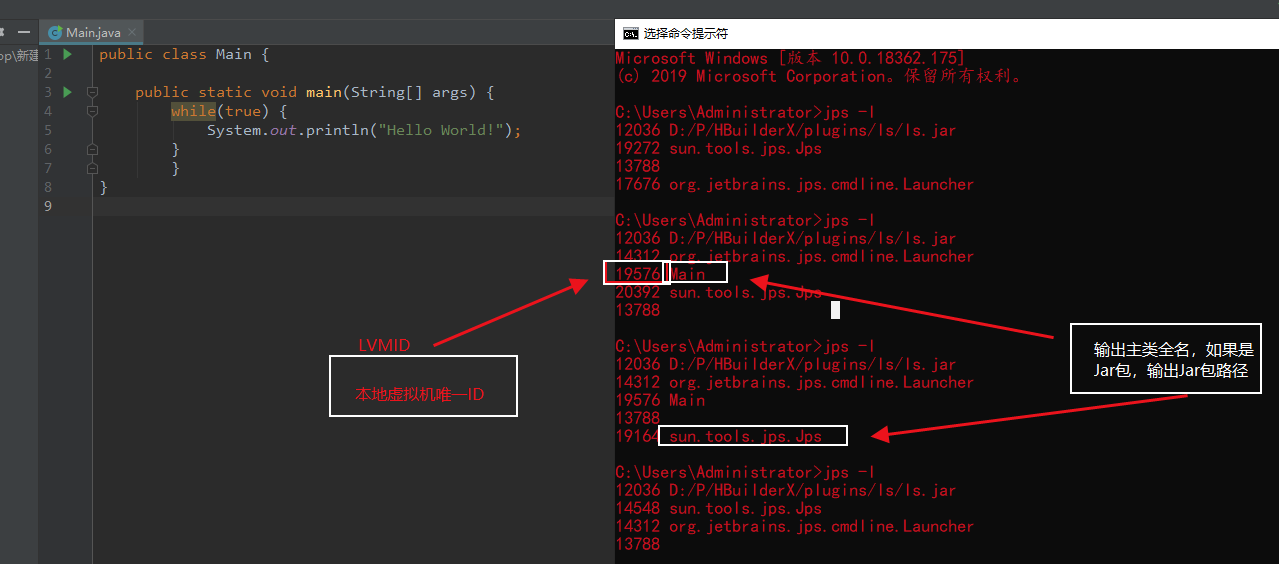 Main.java
op\新建
1 public class Main {
2
3 public static void main(String[] args) {
4 while(true) {
5 System.out.println("Hello World!");
6 }
7 }
8 }
9
LVMID
本地虚拟机唯一ID
选择命令提示符
Microsoft Windows [版本 10.0.18362.175]
(c) 2019 Microsoft Corporation。保留所有权利。
C:\Users\Administrator>jps -l
12036 D:/P/HBuilderX/plugins/ls/ls.jar
19272 sun.tools.jps.Jps
13788
17676 org.jetbrains.jps.cmdline.Launcher
C:\Users\Administrator>jps -l
12036 D:/P/HBuilderX/plugins/ls/ls.jar
14312 org.jetbrains.jps.cmdline.Launcher
19576 Main
20392 sun.tools.jps.Jps
13788
C:\Users\Administrator>jps -l
12036 D:/P/HBuilderX/plugins/ls/ls.jar
14312 org.jetbrains.jps.cmdline.Launcher
19576 Main
13788
19164 sun.tools.jps.Jps
C:\Users\Administrator>jps -l
12036 D:/P/HBuilderX/plugins/ls/ls.jar
14548 sun.tools.jps.Jps
14312 org.jetbrains.jps.cmdline.Launcher
13788
输出主类全名，如果是
Jar包，输出Jar包路径